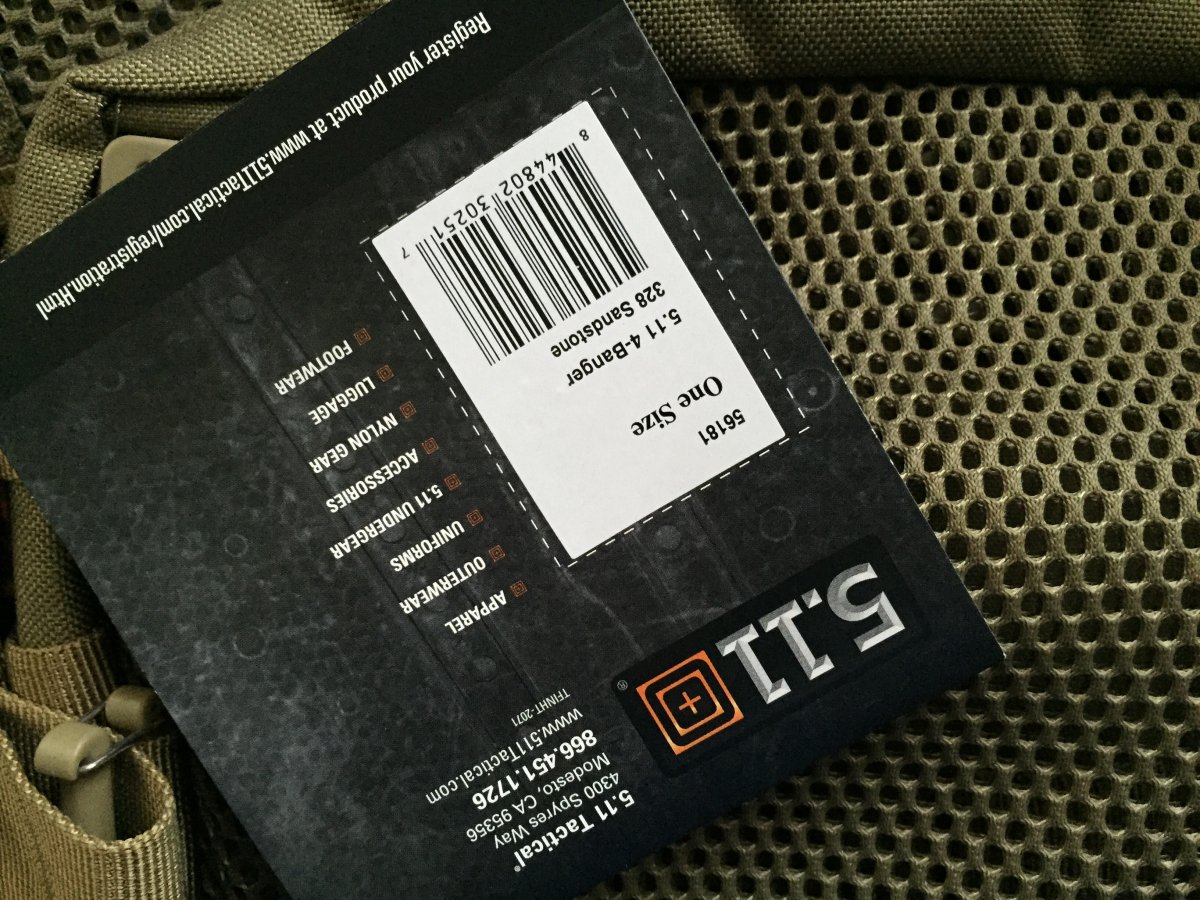 5.11®
5.11 Tactical®
4300 Spyres Way
Modesto, CA 95356
866.451.1726
www.511Tactical.com
TFINHT-2071
APPAREL
OUTERWEAR
UNIFORMS
5.11 UNDERGEAR
ACCESSORIES
NYLON GEAR
LUGGAGE
FOOTWEAR
56181
One Size
5.11 4-Banger
328 Sandstone
8 44802 30251 7
Register your product at www.511Tactical.com/registration.Html